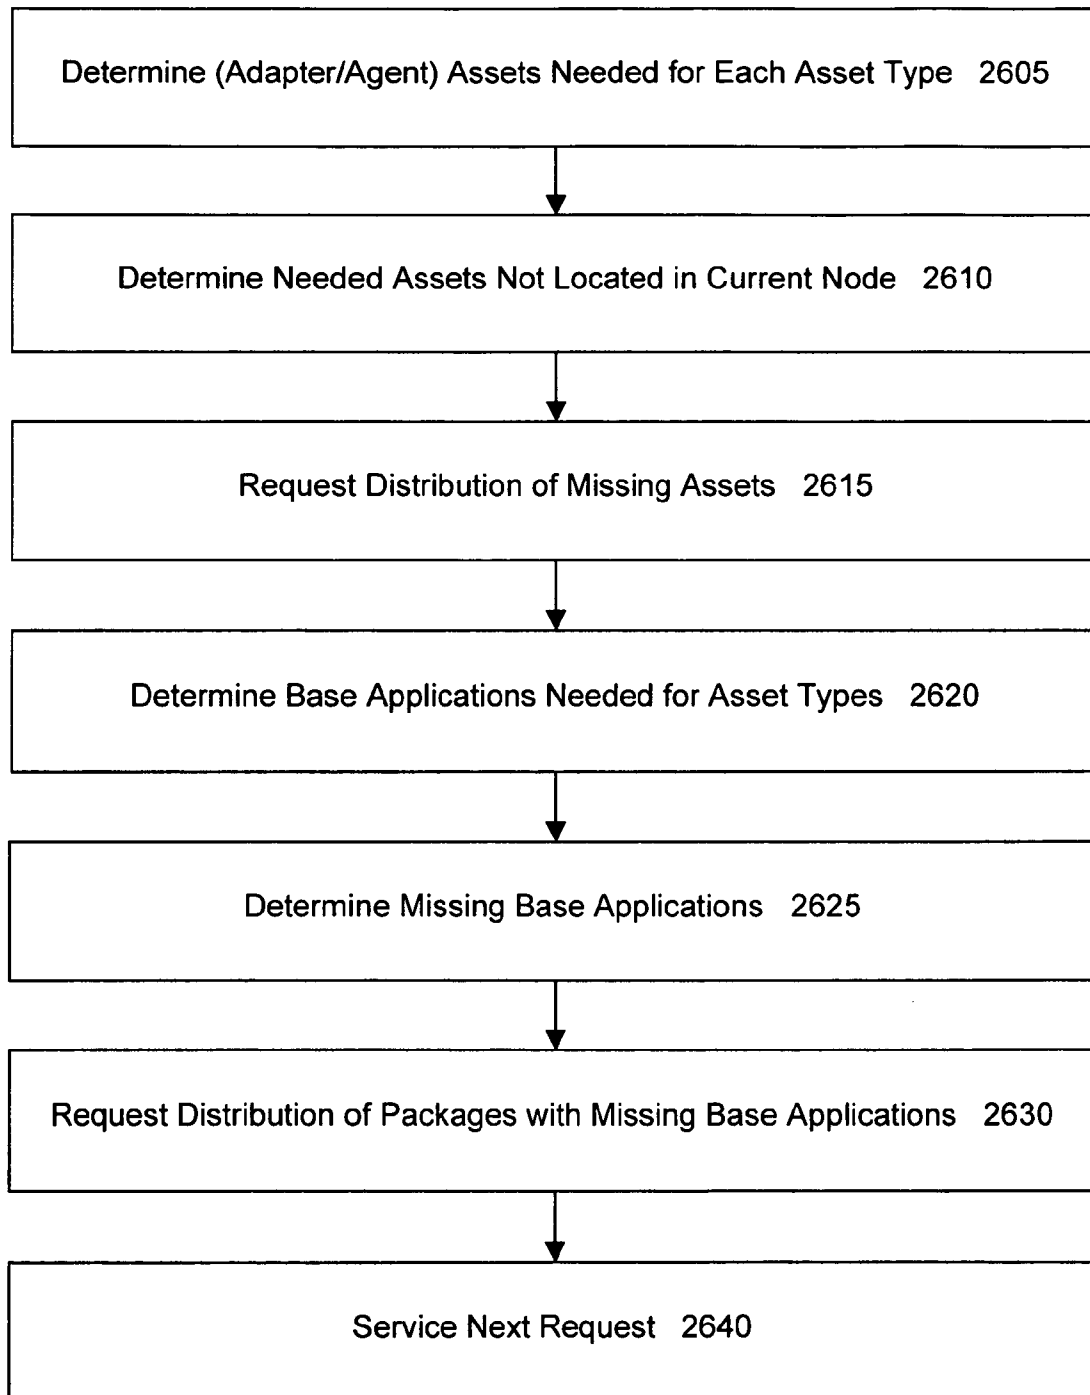 Determine (Adapter/Agent) Assets Needed for Each Asset Type 2605
Determine Needed Assets Not Located in Current Node 2610
Request Distribution of Missing Assets 2615
Determine Base Applications Needed for Asset Types 2620
Determine Missing Base Applications 2625
Request Distribution of Packages with Missing Base Applications 2630
Service Next Request 2640